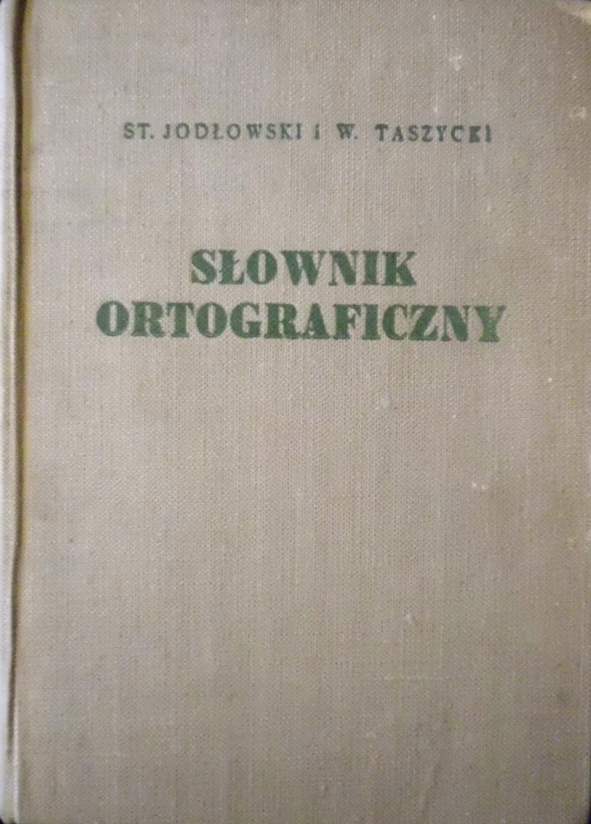 ST. JODŁOWSKI I W. TASZYCKI
SŁOWNIK
ORTOGRAFICZNY